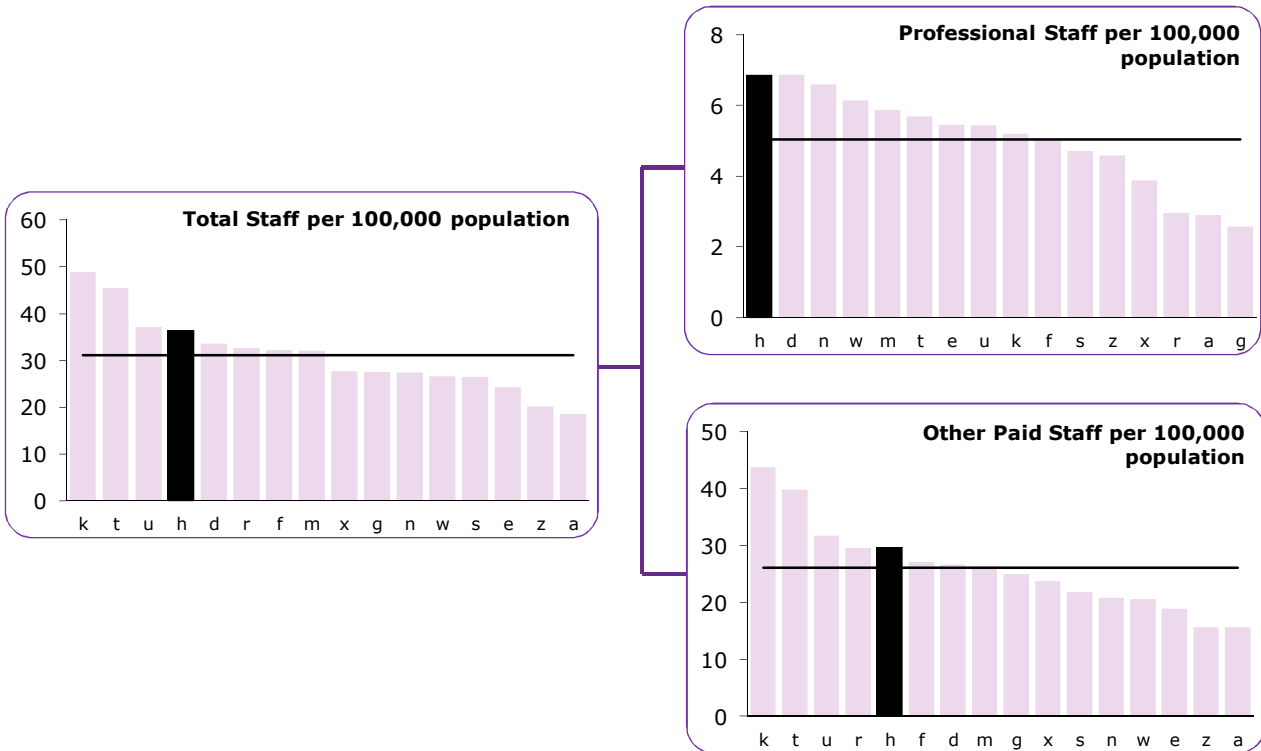 Total Staff per 100,000 population
60
50
40
30
20
10
0
k t u h d r f m x g n w s e z a
Professional Staff per 100,000
population
8
6
4
2
0
h d n w m t e u k f s z x r a g
Other Paid Staff per 100,000
population
50
40
30
20
10
0
k t u r h f d m g x s n w e z a